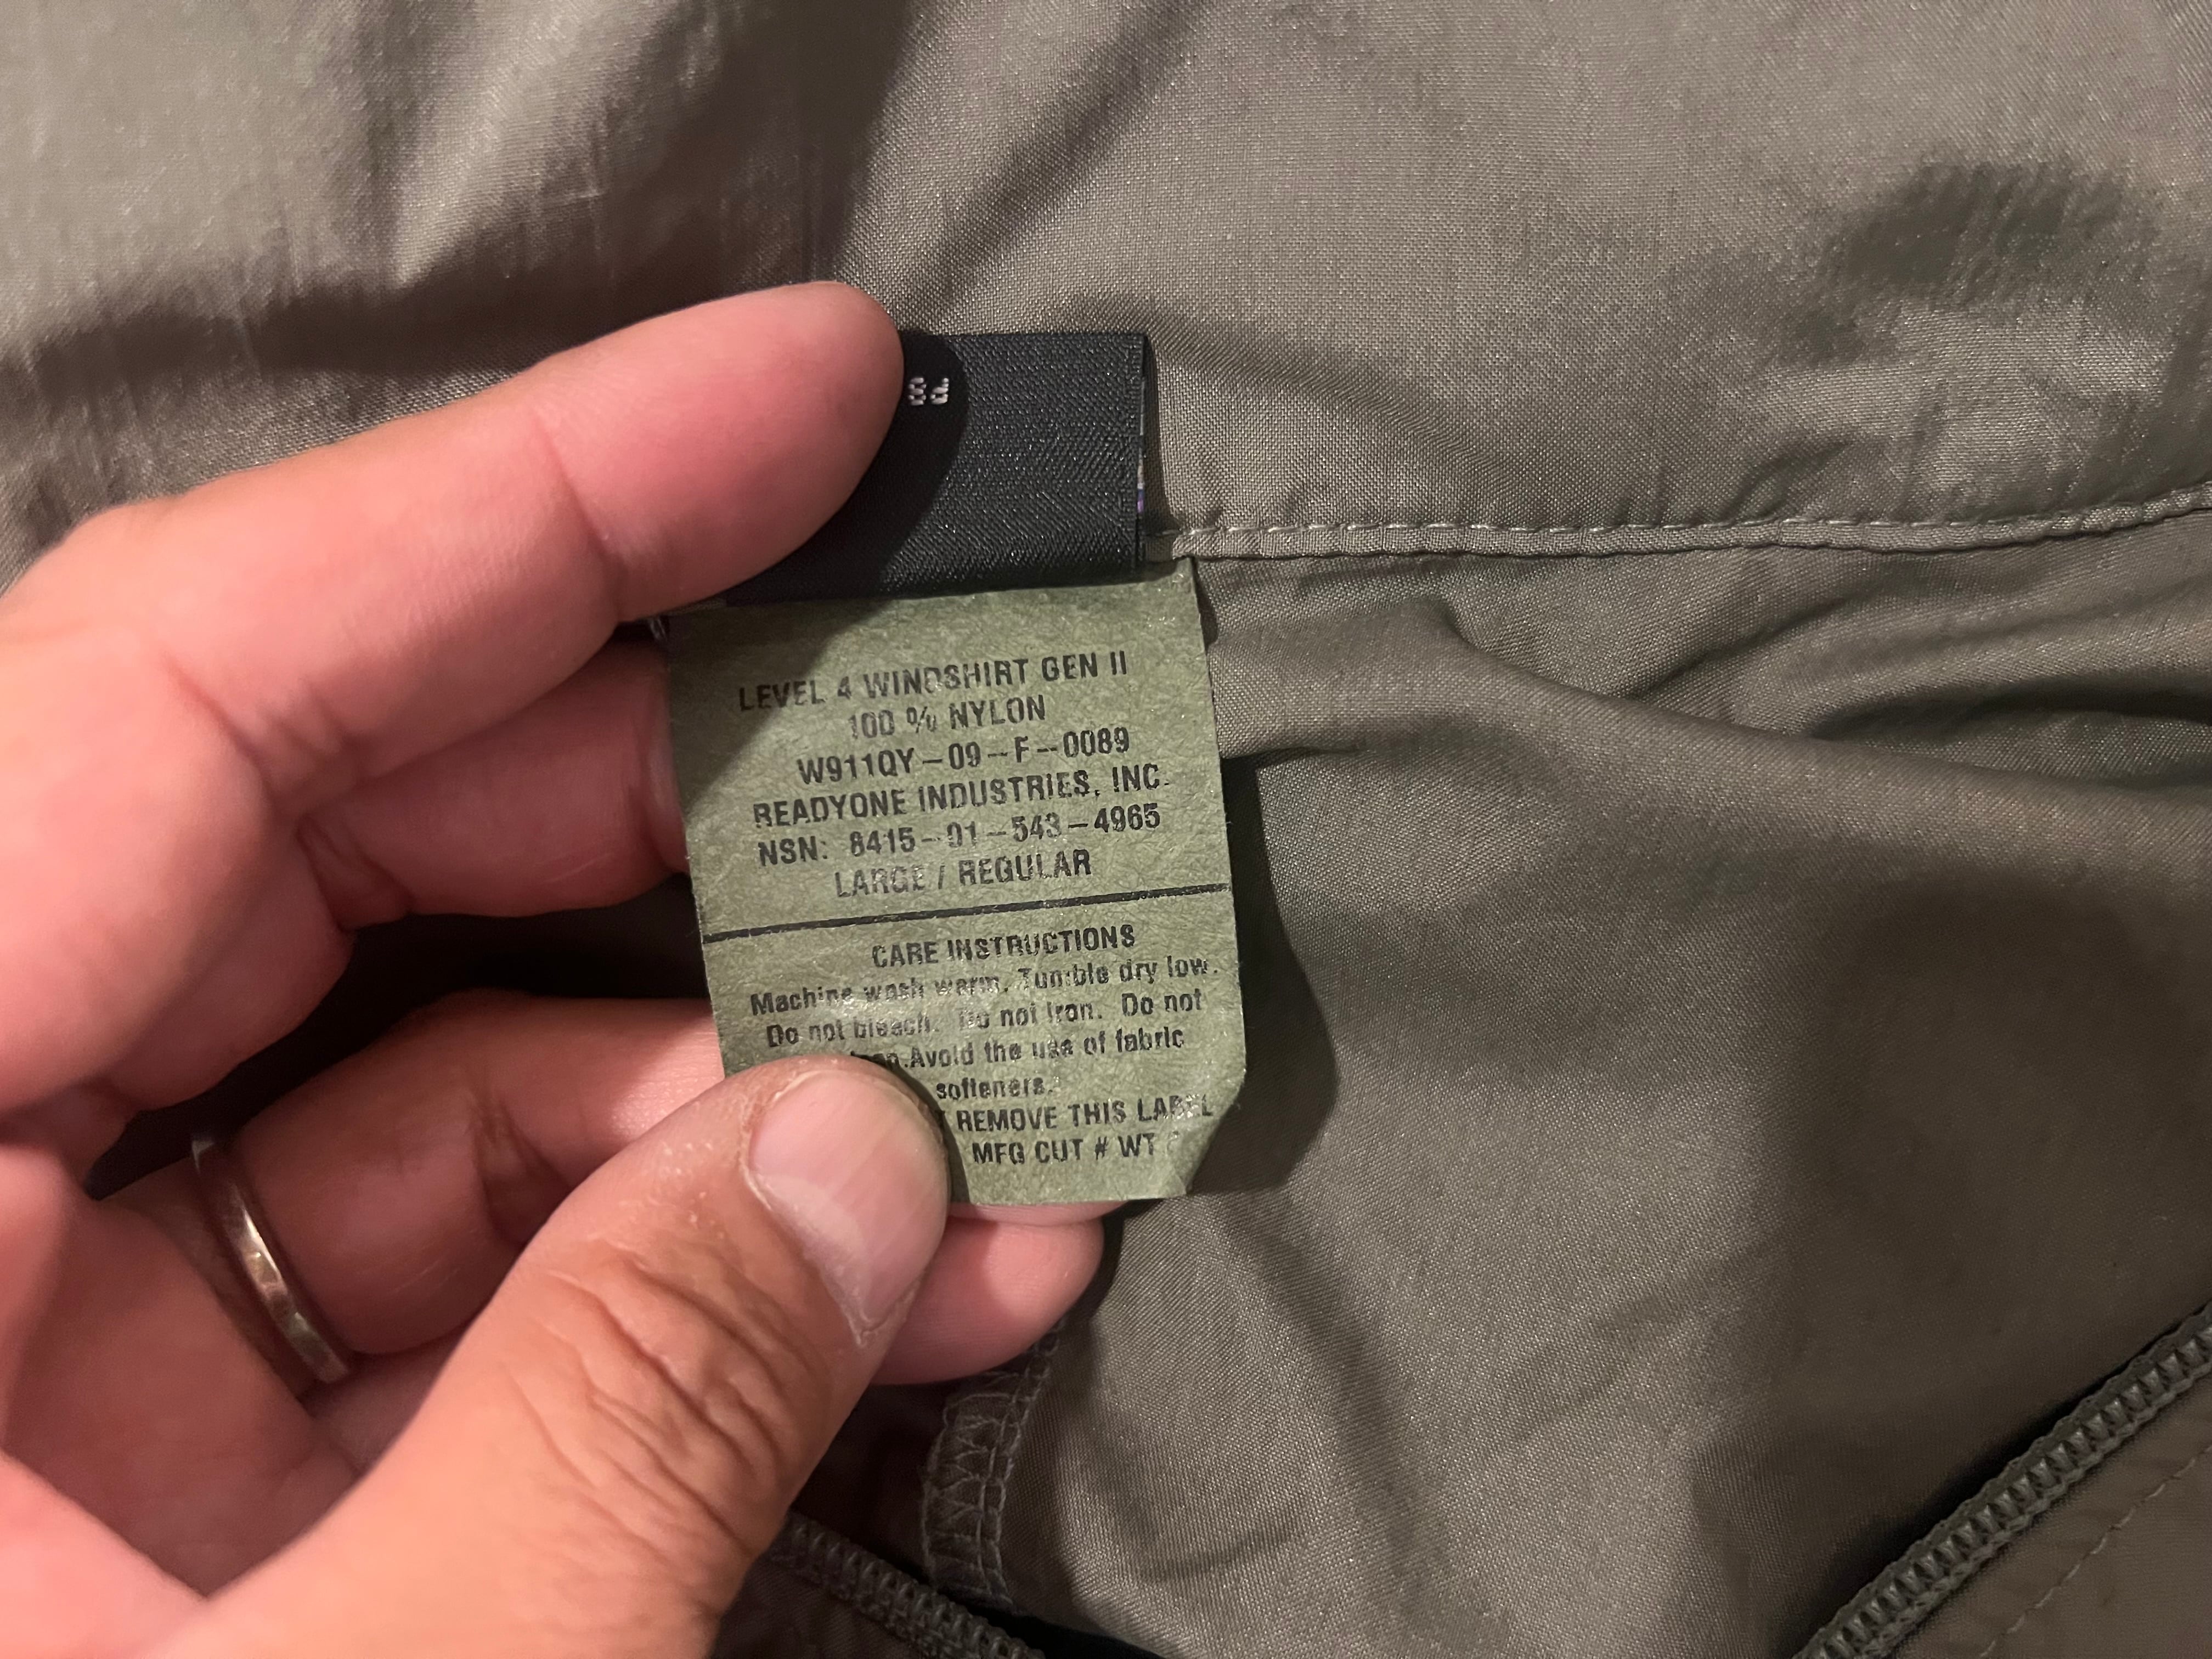 LEVEL 4 WINDSHIRT GEN II
100 % NYLON
W911QY-09-F-0089
READYONE INDUSTRIES, INC.
NSN: 8415-01-543-4965
LARGE / REGULAR
CARE INSTRUCTIONS
Machine wash warm. Tumble dry low.
Do not bleach. Do not iron. Do not
Avoid the use of fabric
softeners.
REMOVE THIS LABEL
MFG CUT # WT